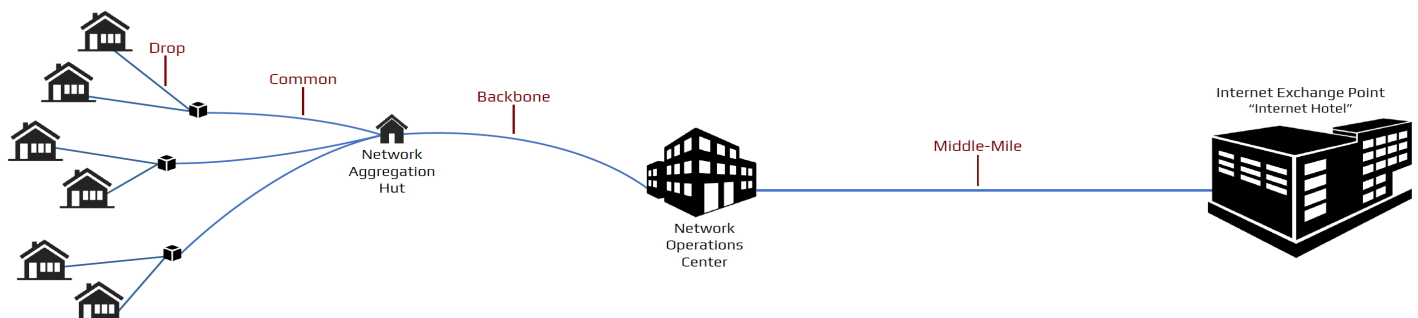 Drop
Common
Backbone
Network
Aggregation
Hut
Network
Operations
Center
Middle-Mile
Internet Exchange Point
“Internet Hotel”